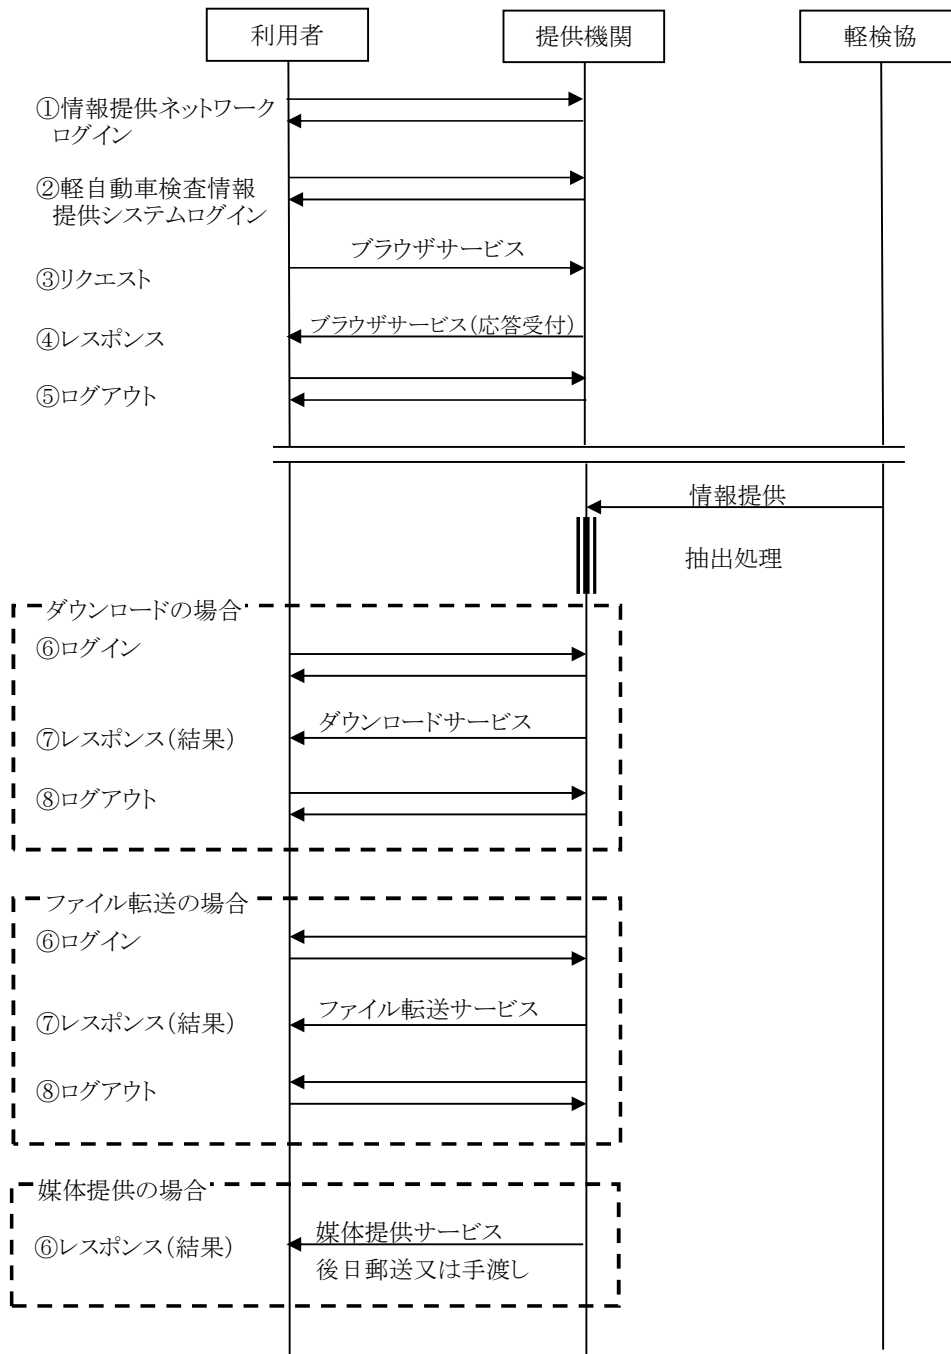 利用者
提供機関
軽検協
①情報提供ネットワーク
ログイン
②軽自動車検査情報
提供システムログイン
ブラウザサービス
③リクエスト
ブラウザサービス(応答受付)
④レスポンス
⑤ログアウト
情報提供
抽出処理
ダウンロードの場合
⑥ログイン
ダウンロードサービス
⑦レスポンス(結果)
⑧ログアウト
ファイル転送の場合
⑥ログイン
ファイル転送サービス
⑦レスポンス(結果)
⑧ログアウト
媒体提供の場合
媒体提供サービス
⑥レスポンス(結果)
後日郵送又は手渡し